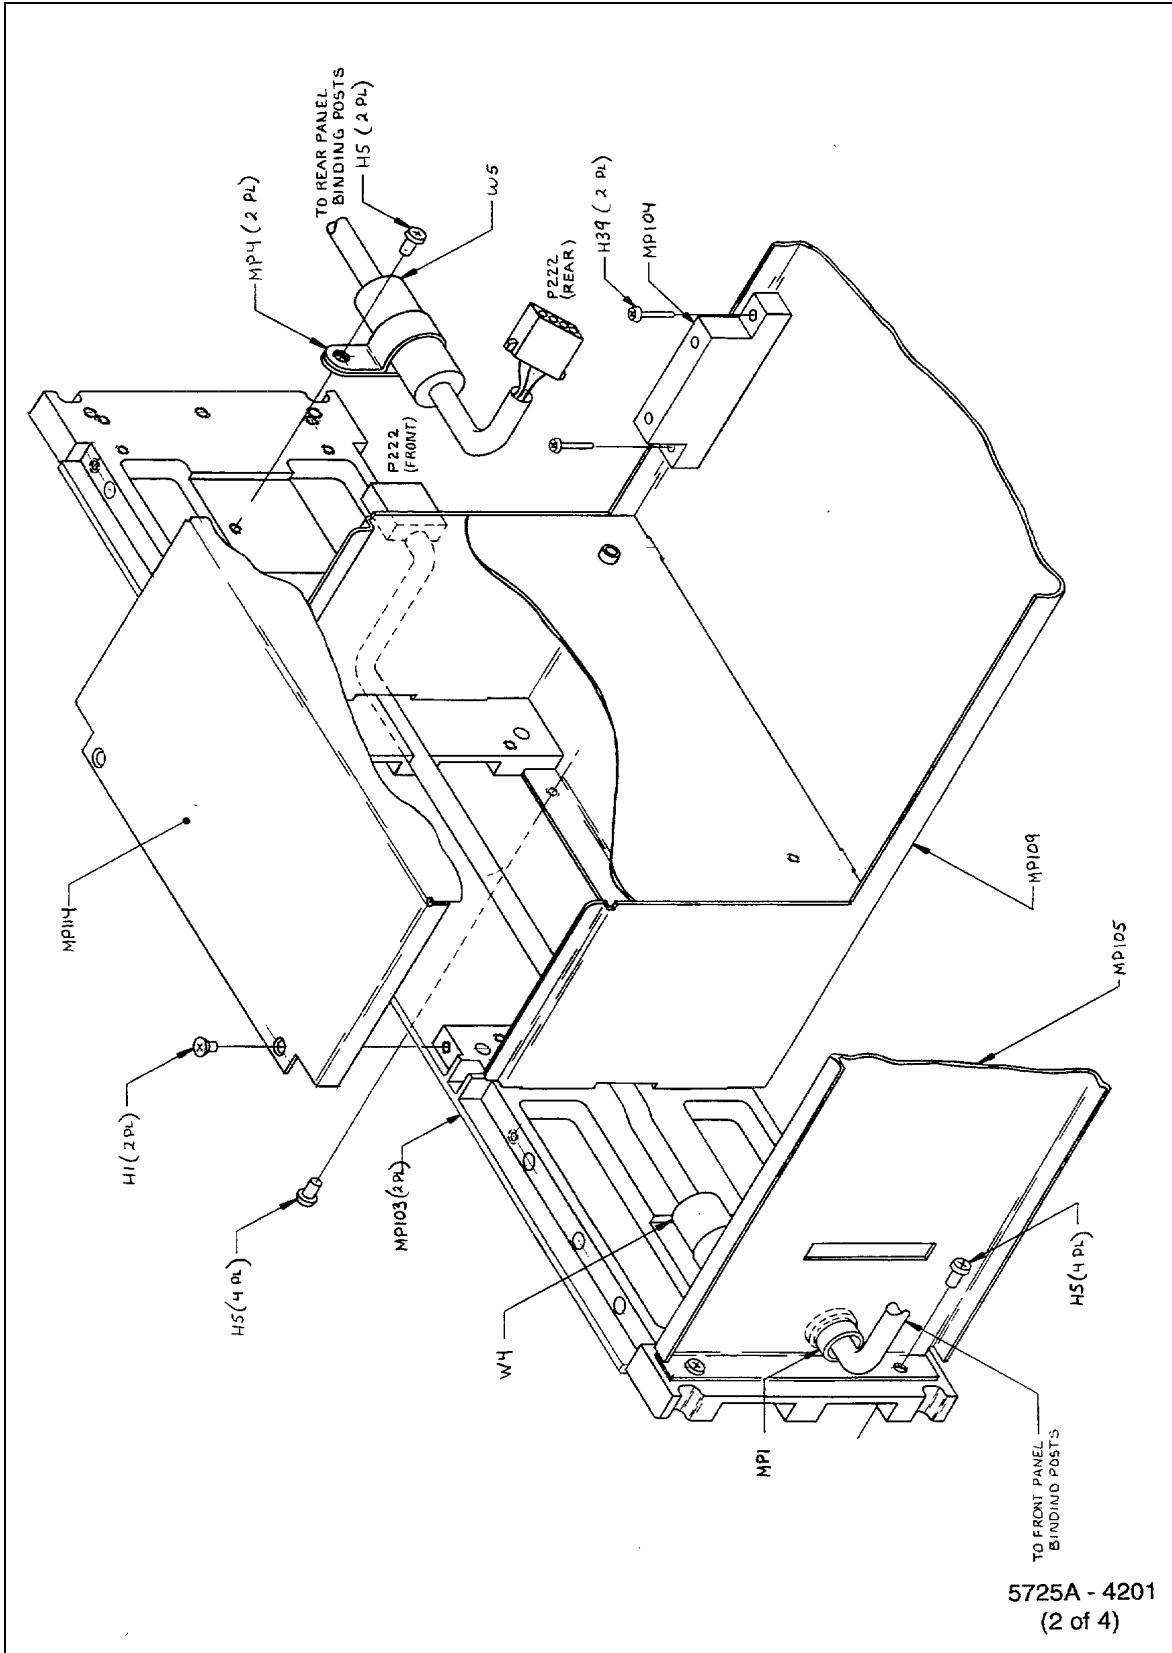 TO REAR PANEL
BINDING POSTS
H5 (2 PL)
MP4 (2 PL)
W5
P222
(REAR)
H39 (2 PL)
MP104
P222
(FRONT)
MP114
MP109
MP105
H1 (2 PL)
H5 (4 PL)
MP103 (2 PL)
W4
H5 (4 PL)
MP1
TO FRONT PANEL
BINDIND POSTS
5725A - 4201
(2 of 4)